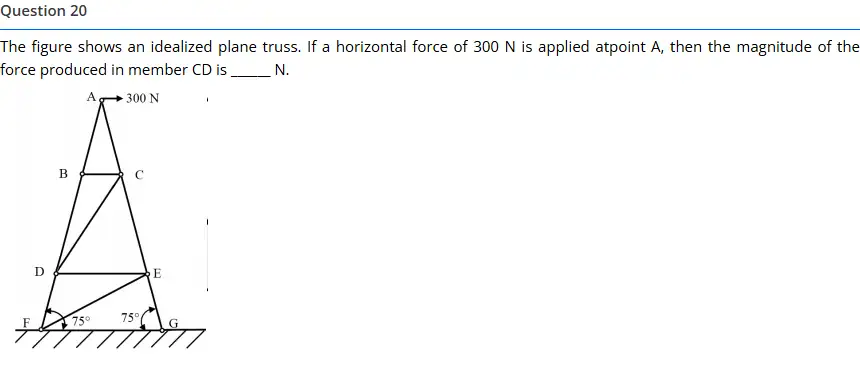 Question 20
The figure shows an idealized plane truss. If a horizontal force of 300 N is applied atpoint A, then the magnitude of the
force produced in member CD is _____ N.
A 300 N
B C
D E
F 75° 75° G